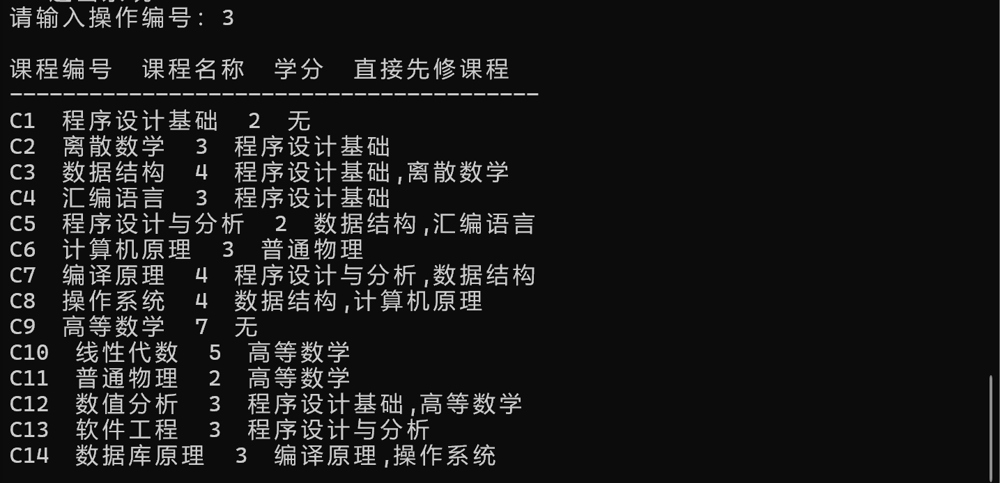 请输入操作编号: 3
课程编号  课程名称  学分  直接先修课程
----------------------------------------
C1  程序设计基础  2  无
C2  离散数学  3  程序设计基础
C3  数据结构  4  程序设计基础,离散数学
C4  汇编语言  3  程序设计基础
C5  程序设计与分析  2  数据结构,汇编语言
C6  计算机原理  3  普通物理
C7  编译原理  4  程序设计与分析,数据结构
C8  操作系统  4  数据结构,计算机原理
C9  高等数学  7  无
C10  线性代数  5  高等数学
C11  普通物理  2  高等数学
C12  数值分析  3  程序设计基础,高等数学
C13  软件工程  3  程序设计与分析
C14  数据库原理  3  编译原理,操作系统